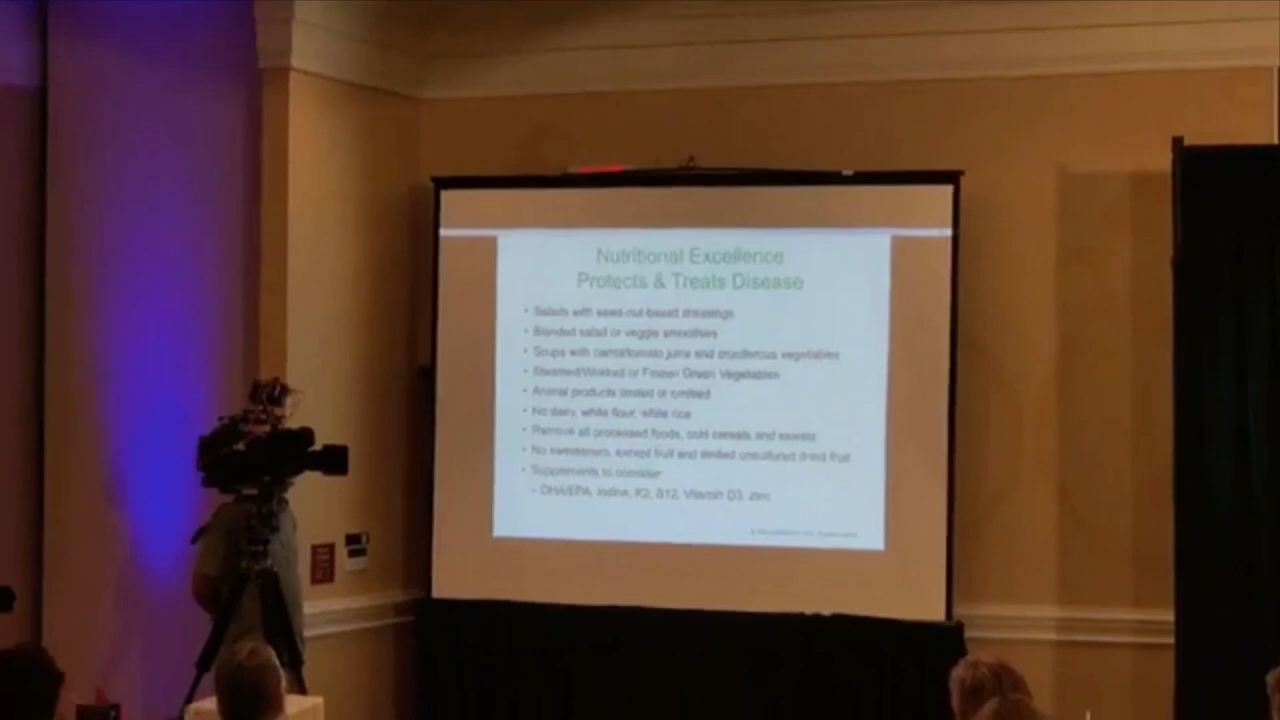 Nutritional Excellence
Protects & Treats Disease
• Salads with seed-nut-based dressings
• Blended salad or veggie smoothies
• Soups with carrot/tomato juice and cruciferous vegetables
• Steamed/Wokked or Frozen Green Vegetables
• Animal products limited or omitted
• No dairy, white flour, white rice
• Remove all processed foods, cold cereals and sweets
• No sweeteners, except fruit and limited unsulfured dried fruit
• Supplements to consider
– DHA/EPA, Iodine, K2, B12, Vitamin D3, zinc